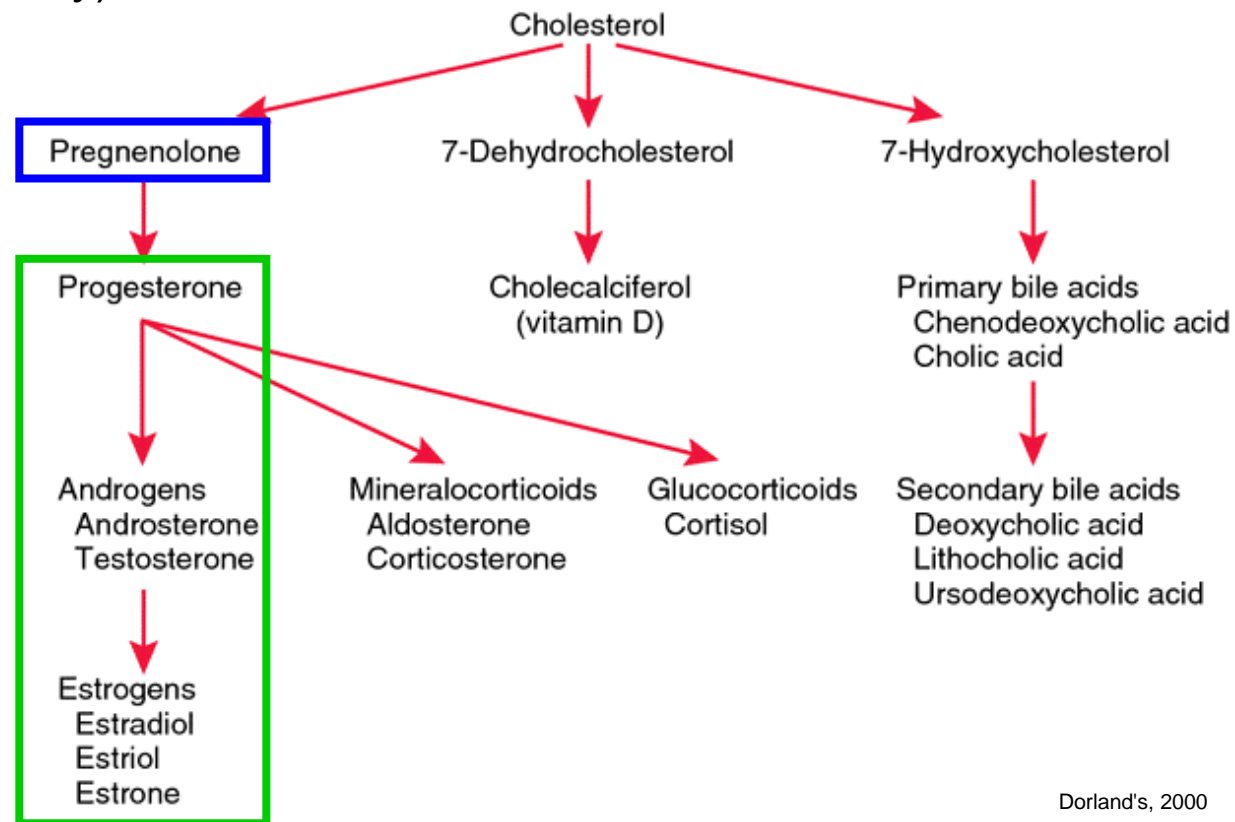 Cholesterol
Pregnenolone
7-Dehydrocholesterol
7-Hydroxycholesterol
Progesterone
Cholecalciferol
(vitamin D)
Primary bile acids
Chenodeoxycholic acid
Cholic acid
Androgens
Androsterone
Testosterone
Mineralocorticoids
Aldosterone
Corticosterone
Glucocorticoids
Cortisol
Secondary bile acids
Deoxycholic acid
Lithocholic acid
Ursodeoxycholic acid
Estrogens
Estradiol
Estriol
Estrone
Dorland's, 2000